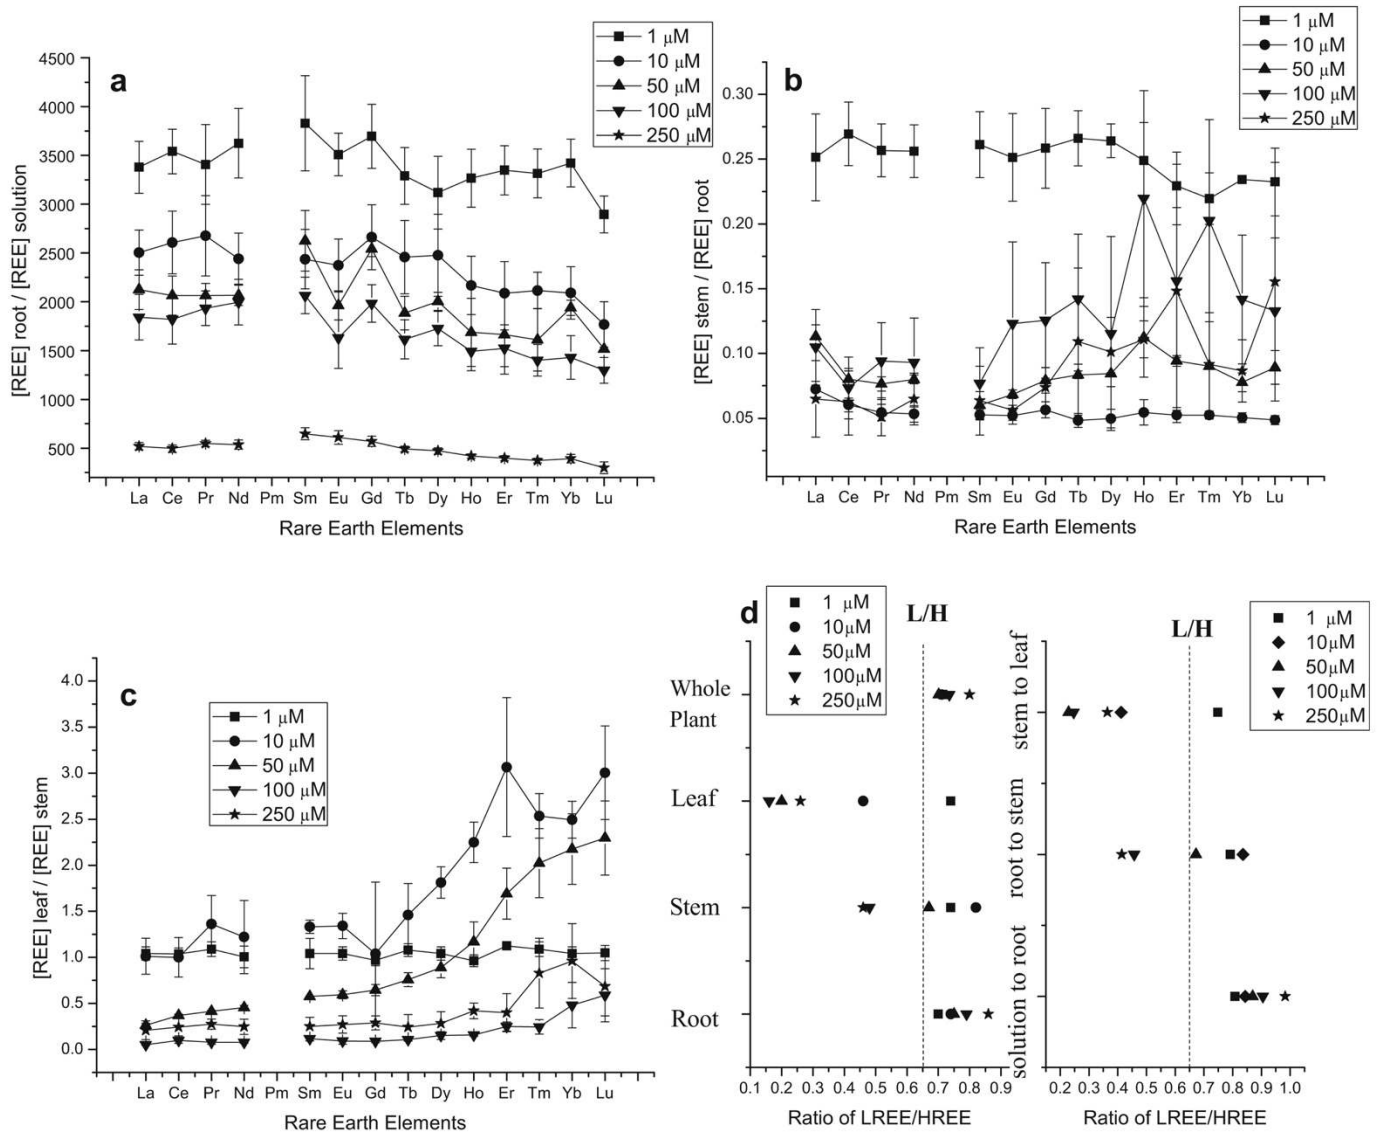 a
1 μM
10 μM
50 μM
100 μM
250 μM
4500
4000
3500
3000
2500
2000
1500
1000
500
[REE] root / [REE] solution
La Ce Pr Nd Pm Sm Eu Gd Tb Dy Ho Er Tm Yb Lu
Rare Earth Elements
b
1 μM
10 μM
50 μM
100 μM
250 μM
0.30
0.25
0.20
0.15
0.10
0.05
[REE] stem / [REE] root
La Ce Pr Nd Pm Sm Eu Gd Tb Dy Ho Er Tm Yb Lu
Rare Earth Elements
c
1 μM
10 μM
50 μM
100 μM
250 μM
4.0
3.5
3.0
2.5
2.0
1.5
1.0
0.5
0.0
[REE] leaf / [REE] stem
La Ce Pr Nd Pm Sm Eu Gd Tb Dy Ho Er Tm Yb Lu
Rare Earth Elements
d
1 μM
10μM
50μM
100μM
250μM
L/H
Whole
Plant
Leaf
Stem
Root
0.1 0.2 0.3 0.4 0.5 0.6 0.7 0.8 0.9
Ratio of LREE/HREE
L/H
1 μM
10μM
50μM
100μM
250μM
stem to leaf
root to stem
solution to root
0.2 0.3 0.4 0.5 0.6 0.7 0.8 0.9 1.0
Ratio of LREE/HREE